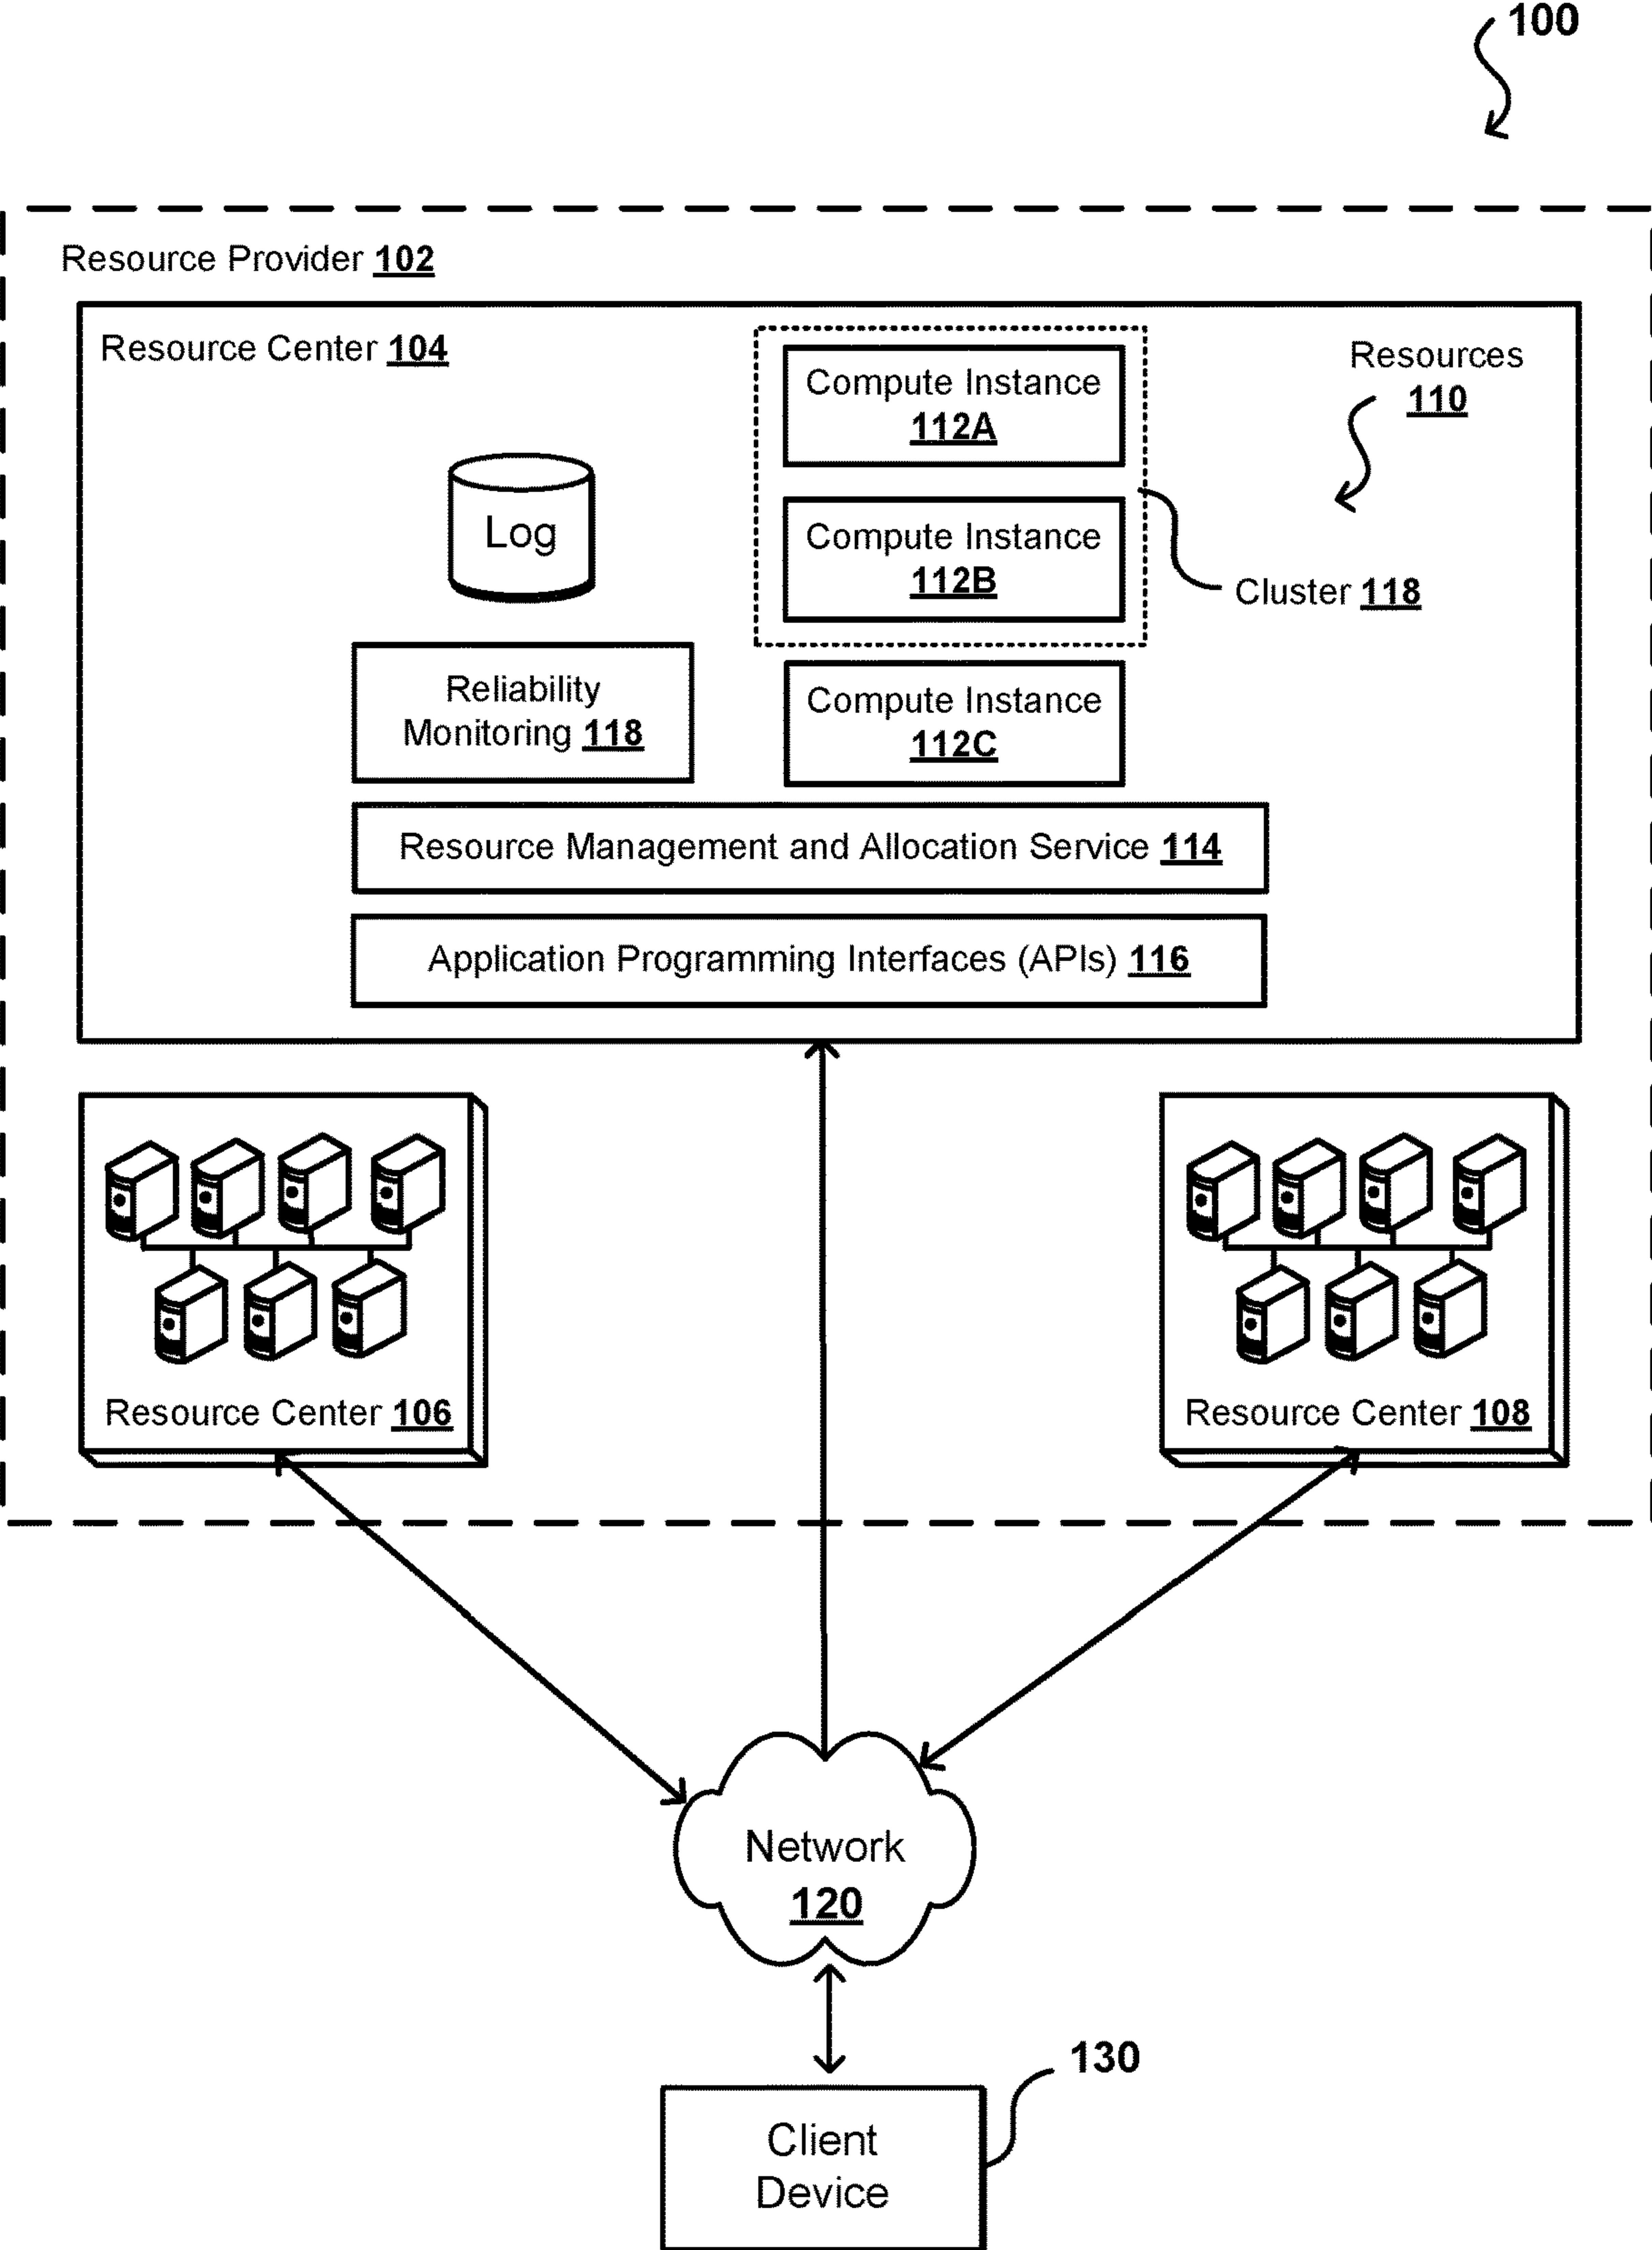 100
Resource Provider 102
Resource Center 104
Compute Instance
112A
Resources
110
Log
Compute Instance
112B
Cluster 118
Reliability
Monitoring 118
Compute Instance
112C
Resource Management and Allocation Service 114
Application Programming Interfaces (APIs) 116
Resource Center 106
Resource Center 108
Network
120
130
Client
Device